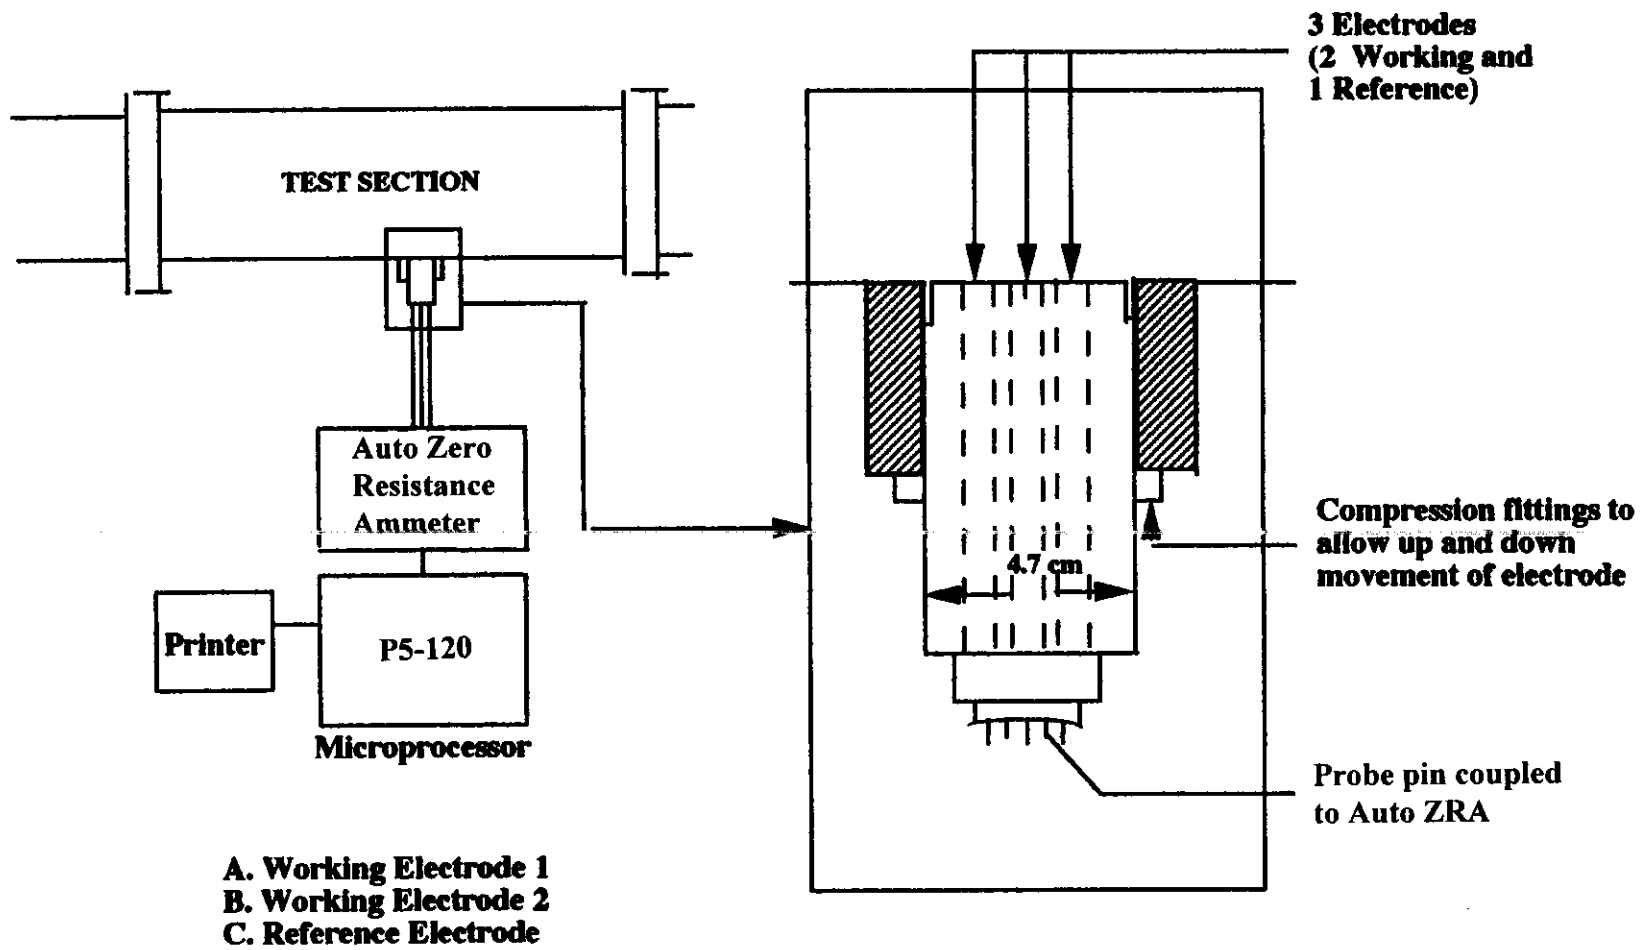 3 Electrodes
(2 Working and
1 Reference)
TEST SECTION
Auto Zero
Resistance
Ammeter
Compression fittings to
allow up and down
movement of electrode
4.7 cm
Printer
P5-120
Microprocessor
Probe pin coupled
to Auto ZRA
A. Working Electrode 1
B. Working Electrode 2
C. Reference Electrode